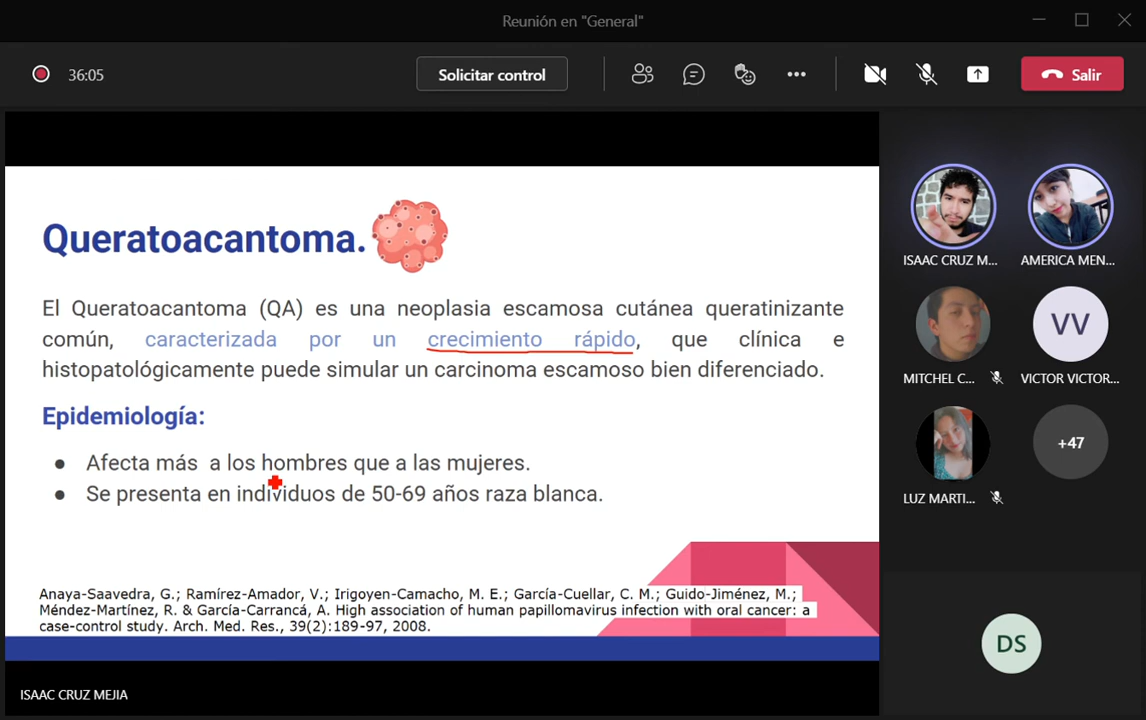 Reunión en "General"
36:05
Solicitar control
Salir
Queratoacantoma.
El Queratoacantoma (QA) es una neoplasia escamosa cutánea queratinizante
común, caracterizada por un crecimiento rápido, que clínica e
histopatológicamente puede simular un carcinoma escamoso bien diferenciado.
Epidemiología:
● Afecta más a los hombres que a las mujeres.
● Se presenta en individuos de 50-69 años raza blanca.
Anaya-Saavedra, G.; Ramírez-Amador, V.; Irigoyen-Camacho, M. E.; García-Cuellar, C. M.; Guido-Jiménez, M.;
Méndez-Martínez, R. & García-Carrancá, A. High association of human papillomavirus infection with oral cancer: a
case-control study. Arch. Med. Res., 39(2):189-97, 2008.
ISAAC CRUZ MEJIA
ISAAC CRUZ M...
AMERICA MEN...
MITCHEL C...
VV
VICTOR VICTOR...
LUZ MARTI...
+47
DS